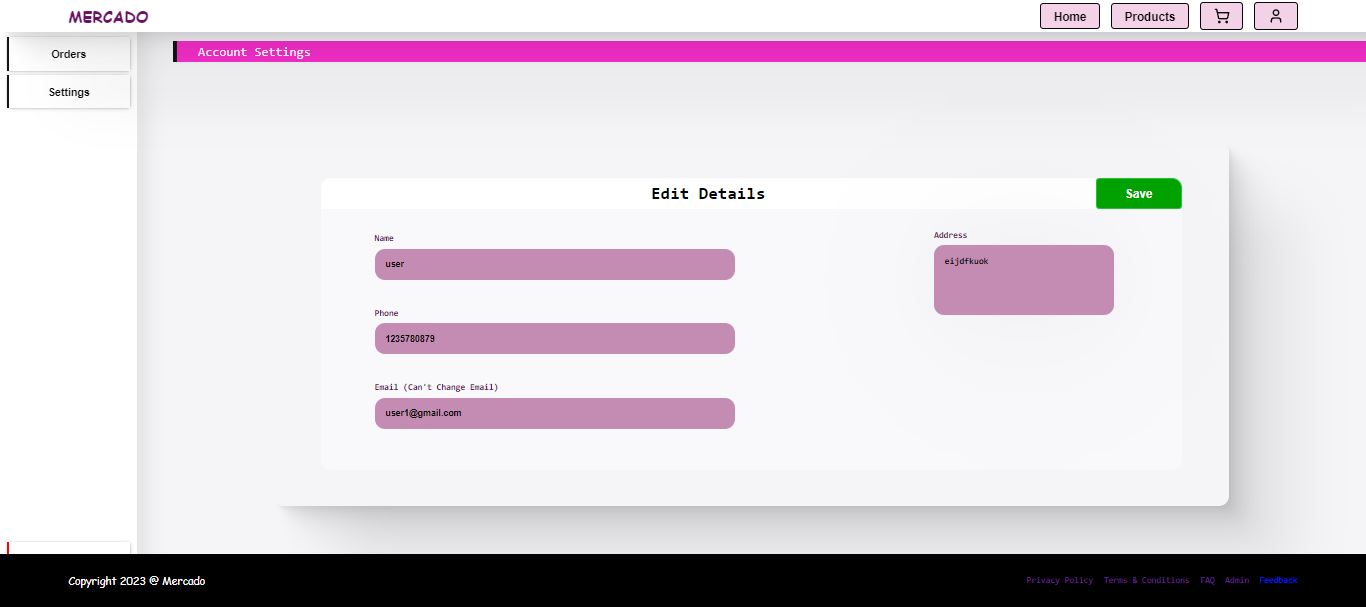 MERCADO
Home
Products
Orders
Settings
Account Settings
Edit Details
Save
Name
user
Phone
1235780879
Email (Can't Change Email)
user1@gmail.com
Address
eijdfkuok
Copyright 2023 @ Mercado
Privacy Policy Terms & Conditions FAQ Admin Feedback